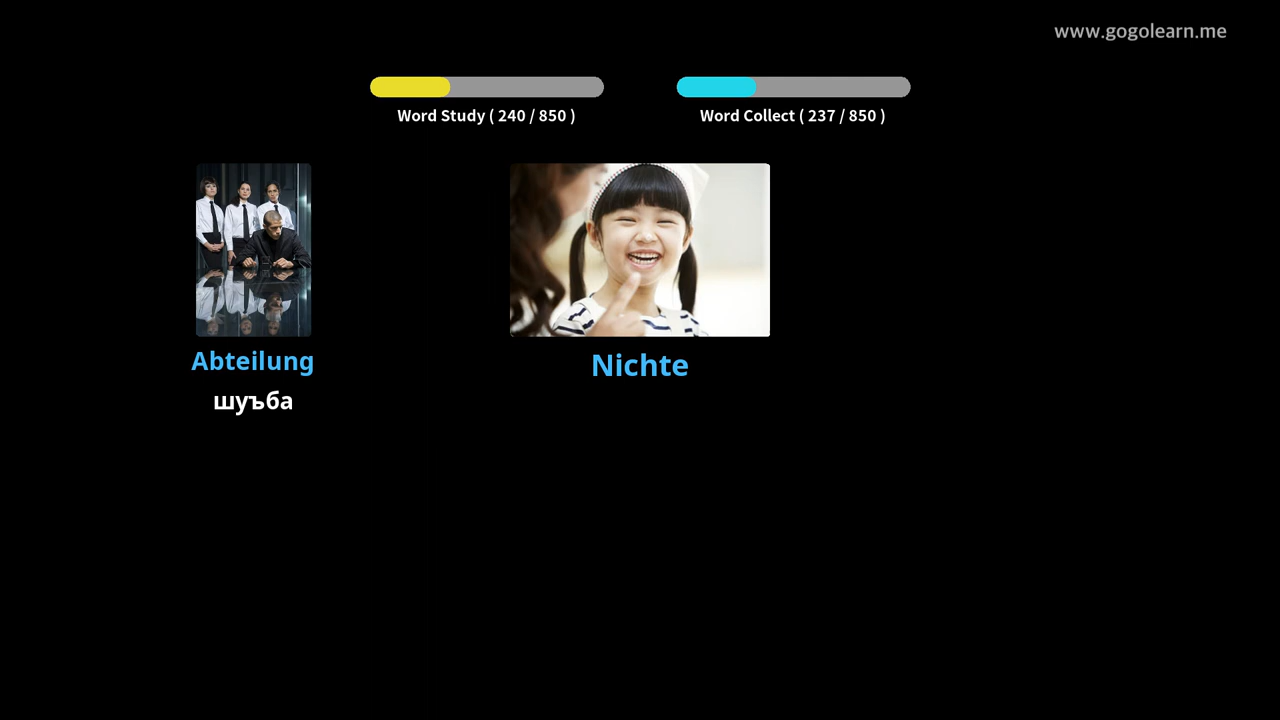 www.gogolearn.me
Word Study ( 240 / 850 )
Word Collect ( 237 / 850 )
Abteilung
шуъба
Nichte